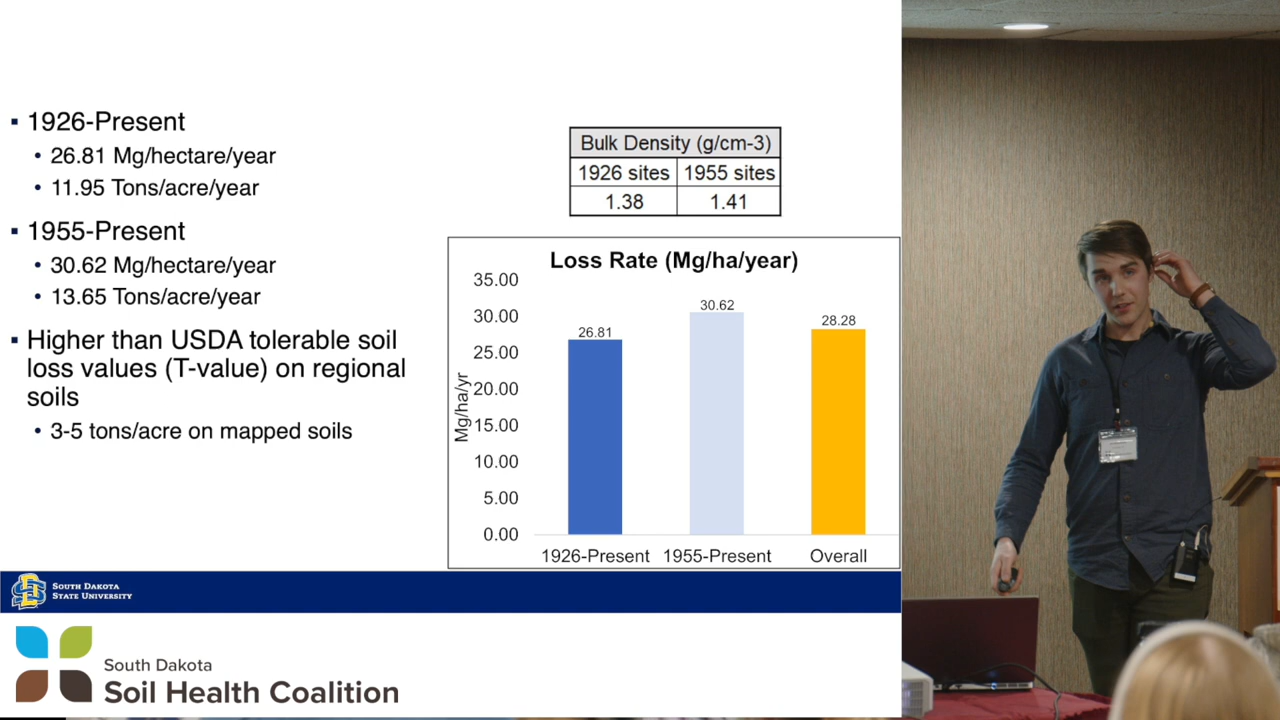 1926-Present
26.81 Mg/hectare/year
11.95 Tons/acre/year
1955-Present
30.62 Mg/hectare/year
13.65 Tons/acre/year
Higher than USDA tolerable soil
loss values (T-value) on regional
soils
3-5 tons/acre on mapped soils
Bulk Density (g/cm-3)
1926 sites 1955 sites
1.38 1.41
Loss Rate (Mg/ha/year)
Mg/ha/yr
35.00
30.00
25.00
20.00
15.00
10.00
5.00
0.00
26.81
30.62
28.28
1926-Present 1955-Present Overall
South Dakota
State University
South Dakota
Soil Health Coalition